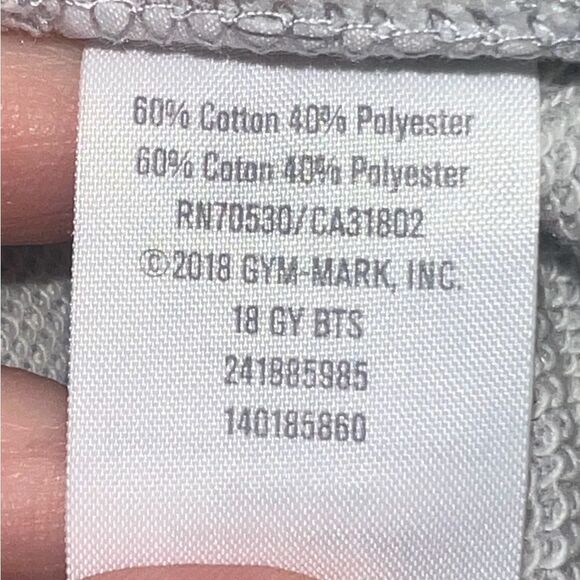 60% Cotton 40% Polyester
60% Coton 40% Polyester
RN70530/CA31802
©2018 GYM-MARK, INC.
18 GY BTS
241885985
140185860